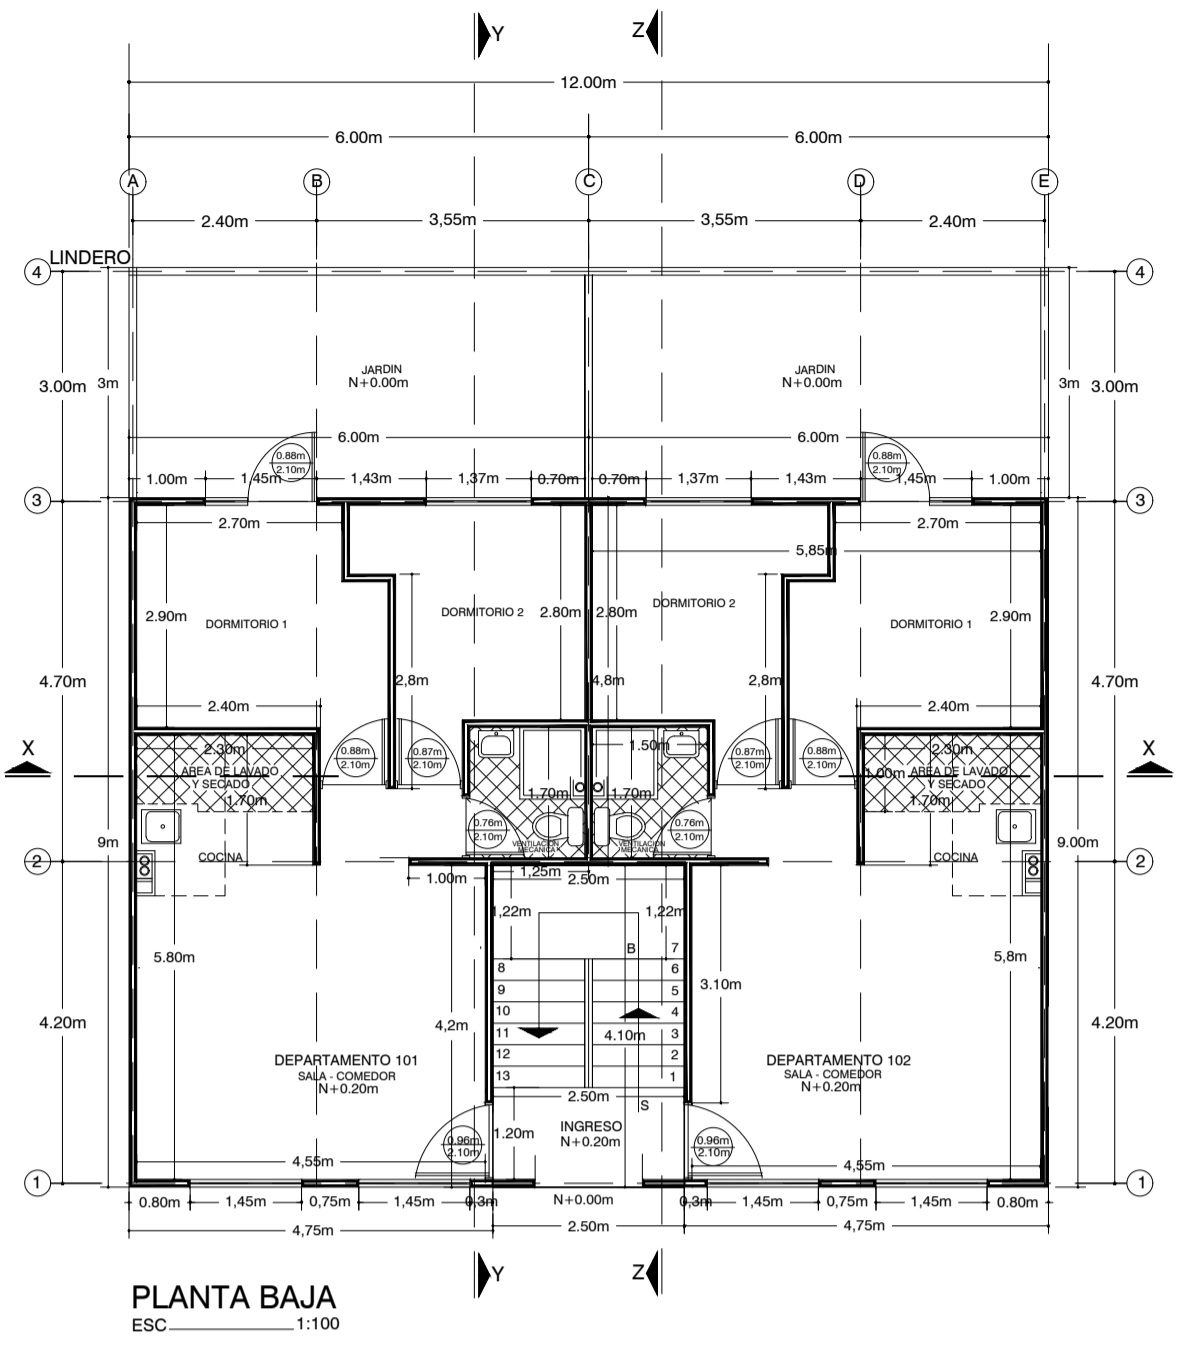 Y Z
12.00m
6.00m 6.00m
A B C D E
2.40m 3,55m 3,55m 2.40m
LINDERO
4 4
3.00m 3m JARDIN JARDIN 3m 3.00m
N+0.00m N+0.00m
6.00m 6.00m
0.88m 0.88m
2.10m 2.10m
1.00m 1,45m 1,43m 1,37m 0.70m 0.70m 1,37m 1,43m 1,45m 1.00m
3 3
2.70m 2.70m
5,85m
2.90m DORMITORIO 1 DORMITORIO 2 2.80m 2.80m DORMITORIO 2 DORMITORIO 1 2.90m
4.70m 2,8m 4,8m 2,8m 4.70m
2.40m 2.40m
X X
2.30m 0.88m 0.87m 1.50m 0.87m 0.88m 2.30m
2.10m 2.10m 2.10m 2.10m
AREA DE LAVADO 1.00m AREA DE LAVADO
Y SECADO Y SECADO
1.70m 1.70m 1.70m 1.70m
0.76m 0.76m
2.10m 2.10m
9m 9.00m
VENTILACION VENTILACION
MECANICA MECANICA
2 COCINA COCINA 2
1.00m 1,25m 2.50m
1,22m 1,22m
5.80m B 7 5,8m
8 6
9 5 3.10m
10 4
4.20m 4,2m 11 4.10m 3 4.20m
12 2
13 1
DEPARTAMENTO 101 DEPARTAMENTO 102
SALA - COMEDOR SALA - COMEDOR
N+0.20m N+0.20m
2.50m
S
1.20m INGRESO
N+0.20m
0.96m 0.96m
2.10m 2.10m
4,55m 4,55m
1 1
0.80m 1,45m 0,75m 1,45m 0,3m N+0.00m 0,3m 1,45m 0,75m 1,45m 0.80m
4,75m 2.50m 4,75m
Y Z
PLANTA BAJA
ESC 1:100